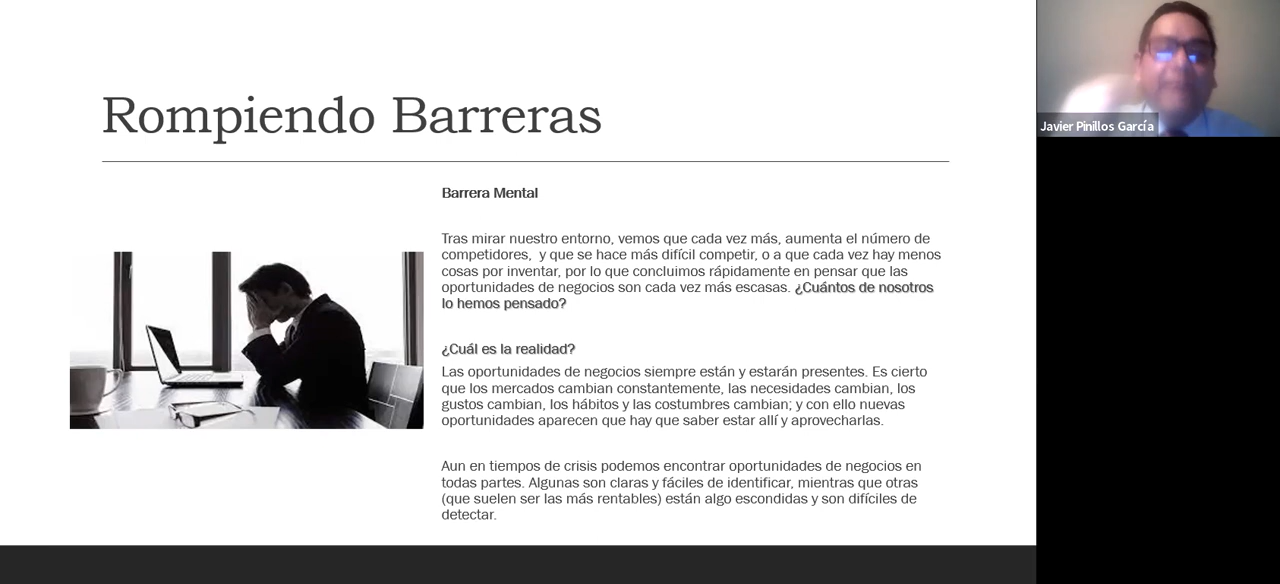 Rompiendo Barreras
Barrera Mental
Tras mirar nuestro entorno, vemos que cada vez más, aumenta el número de
competidores,  y que se hace más difícil competir, o a que cada vez hay menos
cosas por inventar, por lo que concluimos rápidamente en pensar que las
oportunidades de negocios son cada vez más escasas. ¿Cuántos de nosotros
lo hemos pensado?
¿Cuál es la realidad?
Las oportunidades de negocios siempre están y estarán presentes. Es cierto
que los mercados cambian constantemente, las necesidades cambian, los
gustos cambian, los hábitos y las costumbres cambian; y con ello nuevas
oportunidades aparecen que hay que saber estar allí y aprovecharlas.
Aun en tiempos de crisis podemos encontrar oportunidades de negocios en
todas partes. Algunas son claras y fáciles de identificar, mientras que otras
(que suelen ser las más rentables) están algo escondidas y son difíciles de
detectar.
Javier Pinillos García